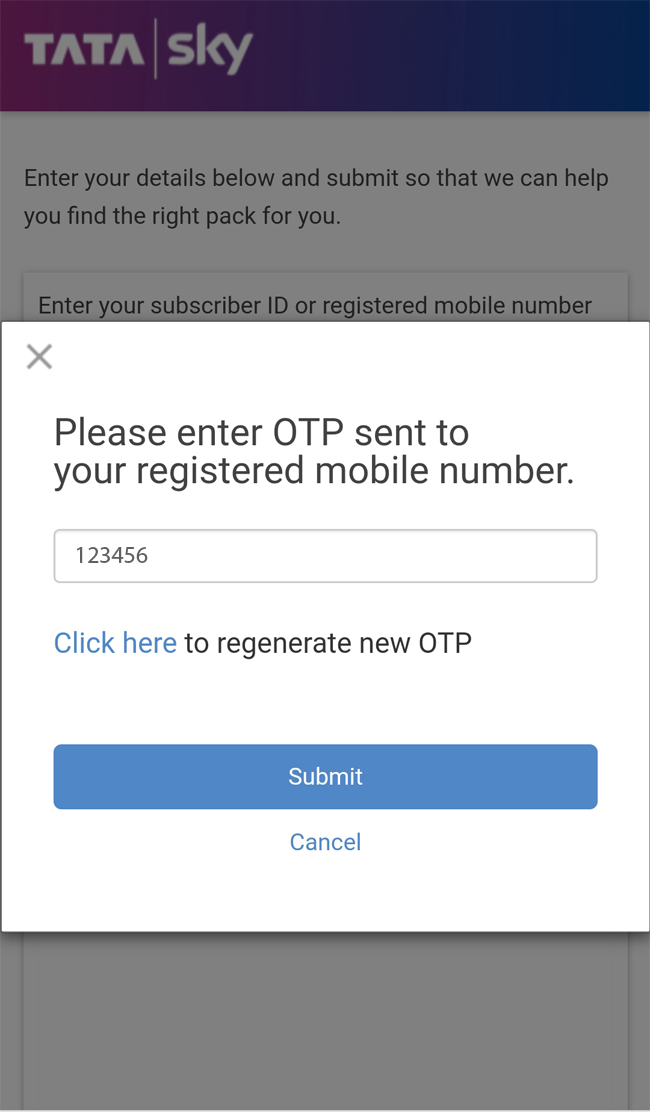 TATA sky
Enter your details below and submit so that we can help
you find the right pack for you.
Enter your subscriber ID or registered mobile number
Please enter OTP sent to
your registered mobile number.
123456
Click here to regenerate new OTP
Submit
Cancel